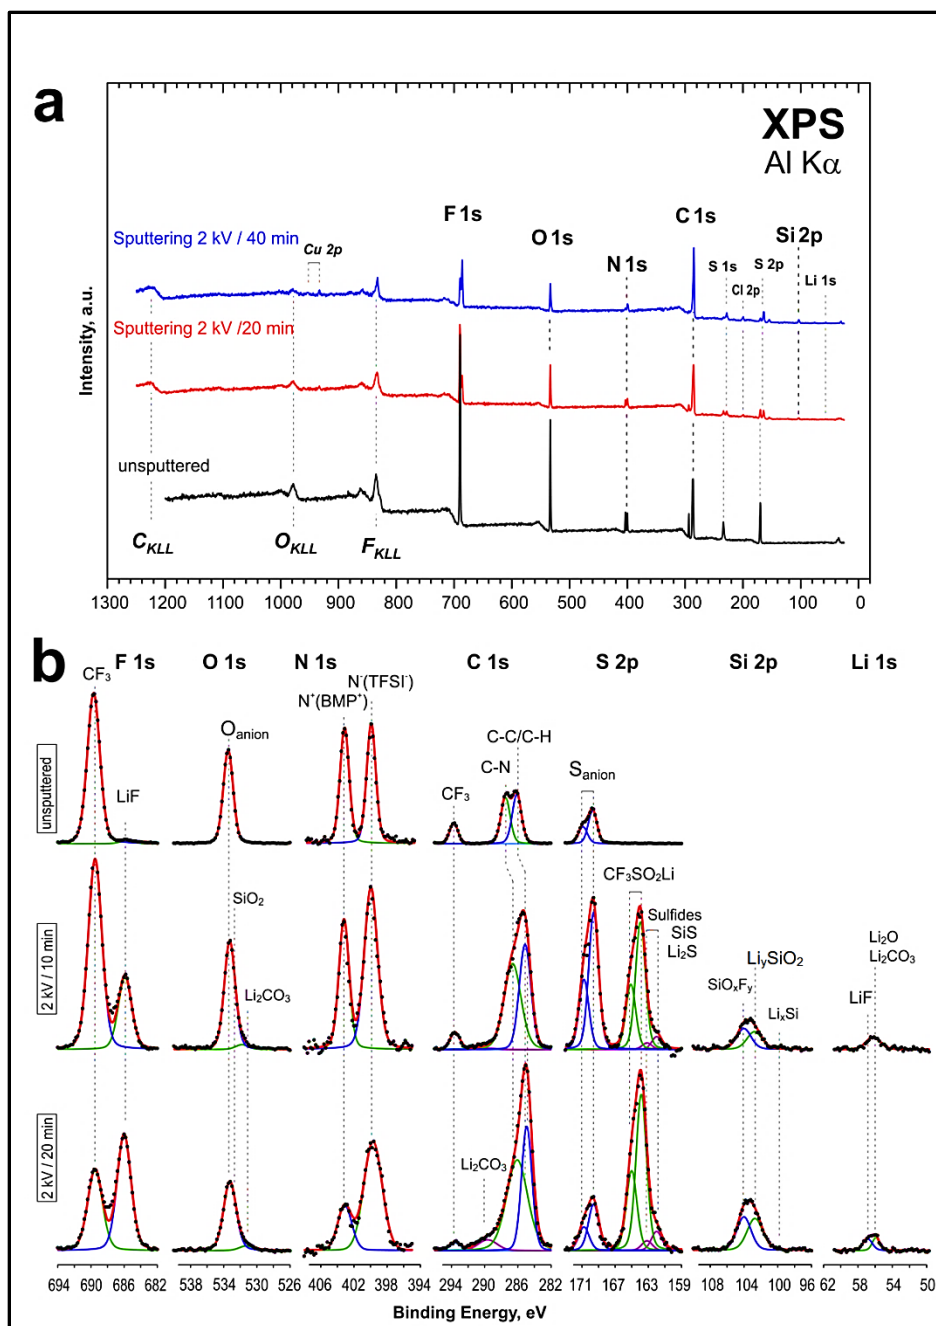 a
XPS
Al Kα
F 1s
C 1s
Sputtering 2 kV / 40 min
Cu 2p
O 1s
Si 2p
N 1s
S 1s
S 2p
Cl 2p
Li 1s
Sputtering 2 kV /20 min
unsputtered
C KLL
O KLL
F KLL
Intensity, a.u.
1300 1200 1100 1000 900 800 700 600 500 400 300 200 100 0
b
F 1s
O 1s
N 1s
C 1s
S 2p
Si 2p
Li 1s
CF3
N-(TFSI-)
N+(BMP+)
Oanion
C-C/C-H
C-N
Sanion
LiF
CF3
unsputtered
CF3SO2Li
SiO2
Sulfides
SiS
Li2S
Li2O
Li2CO3
LiySiO2
SiOxFy
Li2CO3
LiF
LixSi
2 kV / 10 min
Li2CO3
2 kV / 20 min
694 690 686 682
538 534 530 526
406 402 398 394
294 290 286 282
171 167 163 159
108 104 100 96
62 58 54 50
Binding Energy, eV